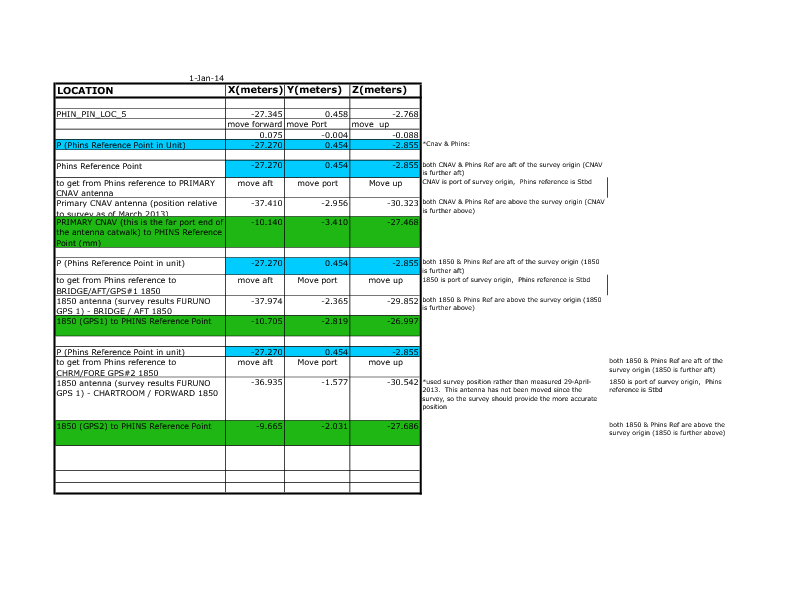 1-Jan-14
LOCATION X(meters) Y(meters) Z(meters)
PHIN_PIN_LOC_5 -27.345 0.458 -2.768
move forward move Port move up
0.075 -0.004 -0.088
P (Phins Reference Point in Unit) -27.270 0.454 -2.855 *Cnav & Phins:
Phins Reference Point -27.270 0.454 -2.855 both CNAV & Phins Ref are aft of the survey origin (CNAV
is further aft)
to get from Phins reference to PRIMARY move aft move port Move up CNAV is port of survey origin, Phins reference is Stbd
CNAV antenna
Primary CNAV antenna (position relative -37.410 -2.956 -30.323 both CNAV & Phins Ref are above the survey origin (CNAV
to survey as of March 2013) is further above)
PRIMARY CNAV (this is the far port end of -10.140 -3.410 -27.468
the antenna catwalk) to PHINS Reference
Point (mm)
P (Phins Reference Point in unit) -27.270 0.454 -2.855 both 1850 & Phins Ref are aft of the survey origin (1850
is further aft)
to get from Phins reference to move aft Move port Move up 1850 is port of survey origin, Phins reference is Stbd
BRIDGE/AFT/GPS#1 1850
1850 antenna (survey results FURUNO -37.974 -2.365 -29.852 both 1850 & Phins Ref are above the survey origin (1850
GPS 1) - BRIDGE / AFT 1850 is further above)
1850 (GPS1) to PHINS Reference Point -10.705 -2.819 -26.997
P (Phins Reference Point in unit) -27.270 0.454 -2.855
to get from Phins reference to move aft Move port Move up both 1850 & Phins Ref are aft of the
CHRM/FORE GPS#2 1850 survey origin (1850 is further aft)
1850 antenna (survey results FURUNO -36.935 -1.577 -30.542 *used survey position rather than measured 29-April- 1850 is port of survey origin, Phins
GPS 1) - CHARTROOM / FORWARD 1850 2013. This antenna has not been moved since the reference is Stbd
survey, so the survey should provide the more accurate
position
1850 (GPS2) to PHINS Reference Point -9.665 -2.031 -27.686 both 1850 & Phins Ref are above the
survey origin (1850 is further above)